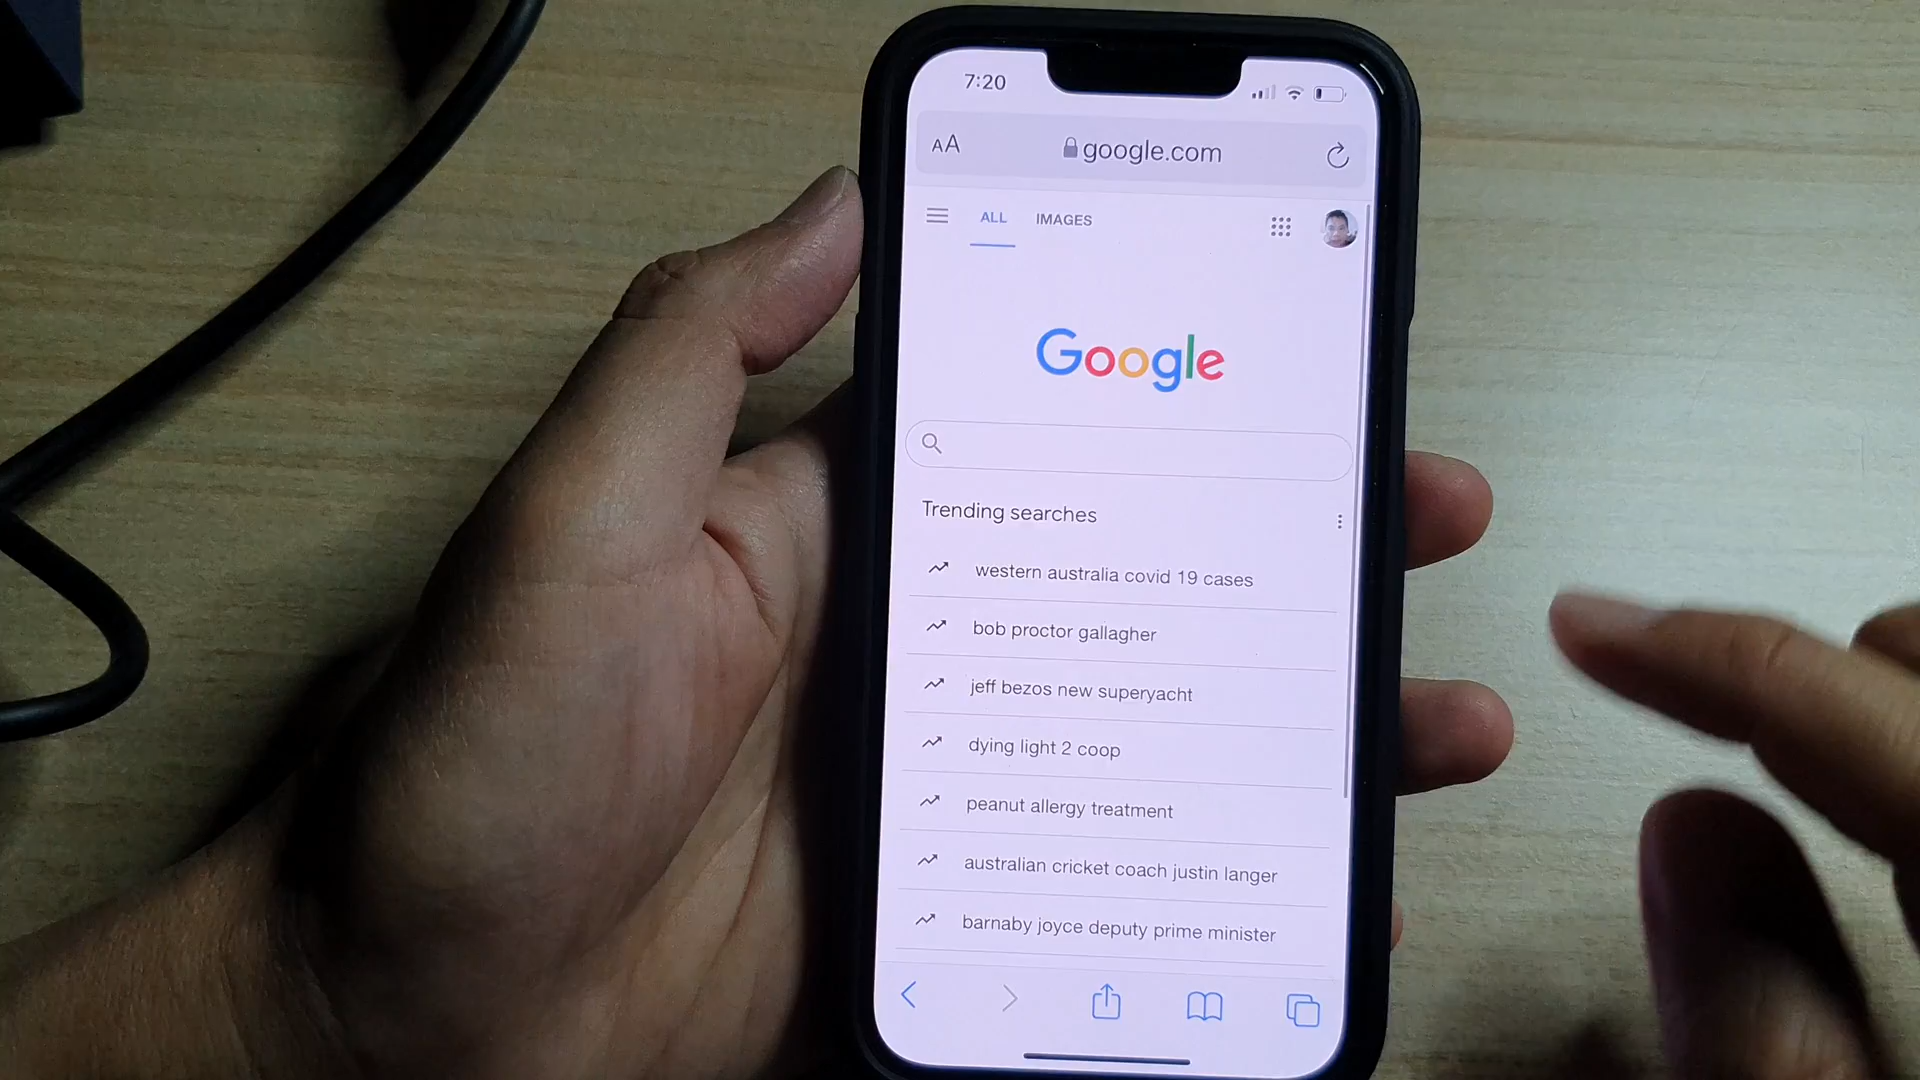 7:20
AA google.com
ALL IMAGES
Google
Trending searches
western australia covid 19 cases
bob proctor gallagher
jeff bezos new superyacht
dying light 2 coop
peanut allergy treatment
australian cricket coach justin langer
barnaby joyce deputy prime minister